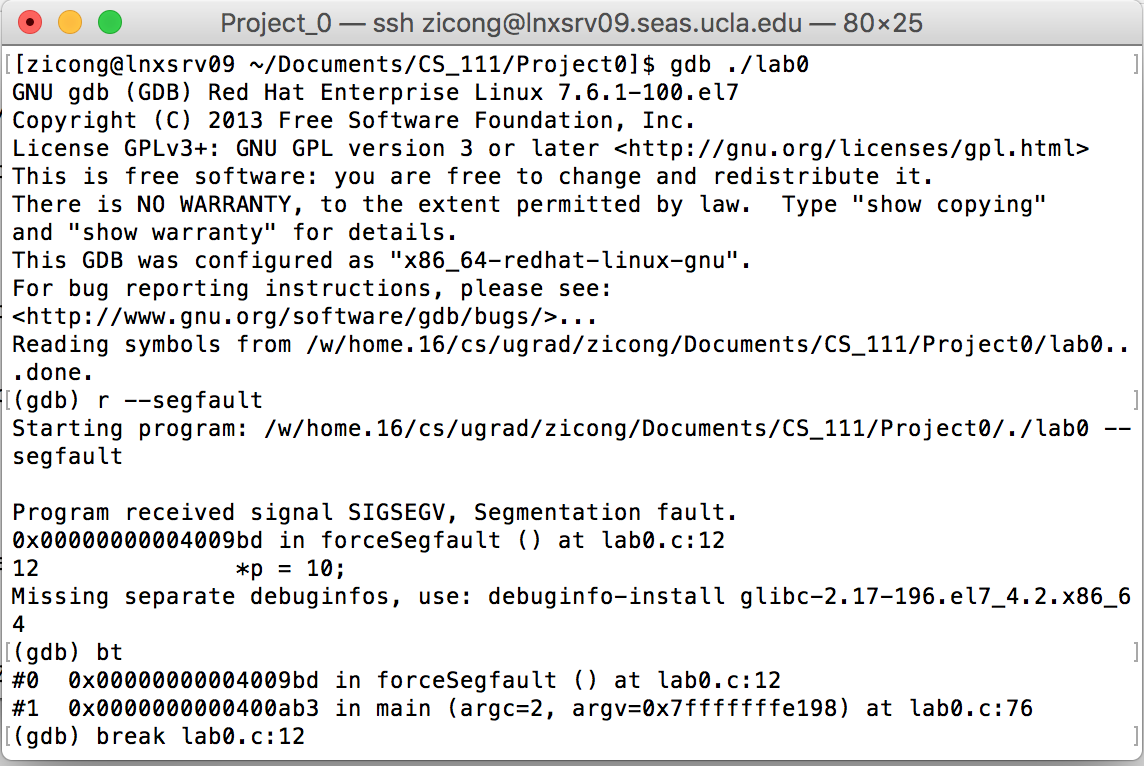 Project_0 — ssh zicong@lnxsrv09.seas.ucla.edu — 80×25
[[zicong@lnxsrv09 ~/Documents/CS_111/Project0]$ gdb ./lab0 ]
GNU gdb (GDB) Red Hat Enterprise Linux 7.6.1-100.el7
Copyright (C) 2013 Free Software Foundation, Inc.
License GPLv3+: GNU GPL version 3 or later <http://gnu.org/licenses/gpl.html>
This is free software: you are free to change and redistribute it.
There is NO WARRANTY, to the extent permitted by law.  Type "show copying"
and "show warranty" for details.
This GDB was configured as "x86_64-redhat-linux-gnu".
For bug reporting instructions, please see:
<http://www.gnu.org/software/gdb/bugs/>...
Reading symbols from /w/home.16/cs/ugrad/zicong/Documents/CS_111/Project0/lab0..
.done.
[(gdb) r --segfault ]
Starting program: /w/home.16/cs/ugrad/zicong/Documents/CS_111/Project0/./lab0 --
segfault
Program received signal SIGSEGV, Segmentation fault.
0x00000000004009bd in forceSegfault () at lab0.c:12
12              *p = 10;
Missing separate debuginfos, use: debuginfo-install glibc-2.17-196.el7_4.2.x86_6
4
[(gdb) bt ]
#0  0x00000000004009bd in forceSegfault () at lab0.c:12
#1  0x0000000000400ab3 in main (argc=2, argv=0x7fffffffe198) at lab0.c:76
[(gdb) break lab0.c:12 ]